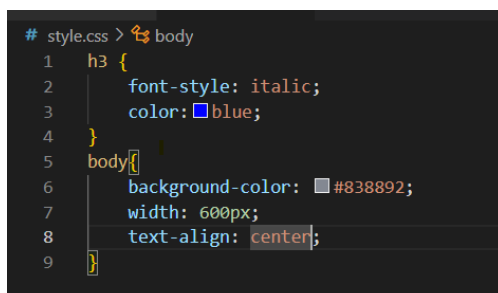 # style.css > body
1 h3 {
2     font-style: italic;
3     color: blue;
4 }
5 body{
6     background-color: #838892;
7     width: 600px;
8     text-align: center;
9 }